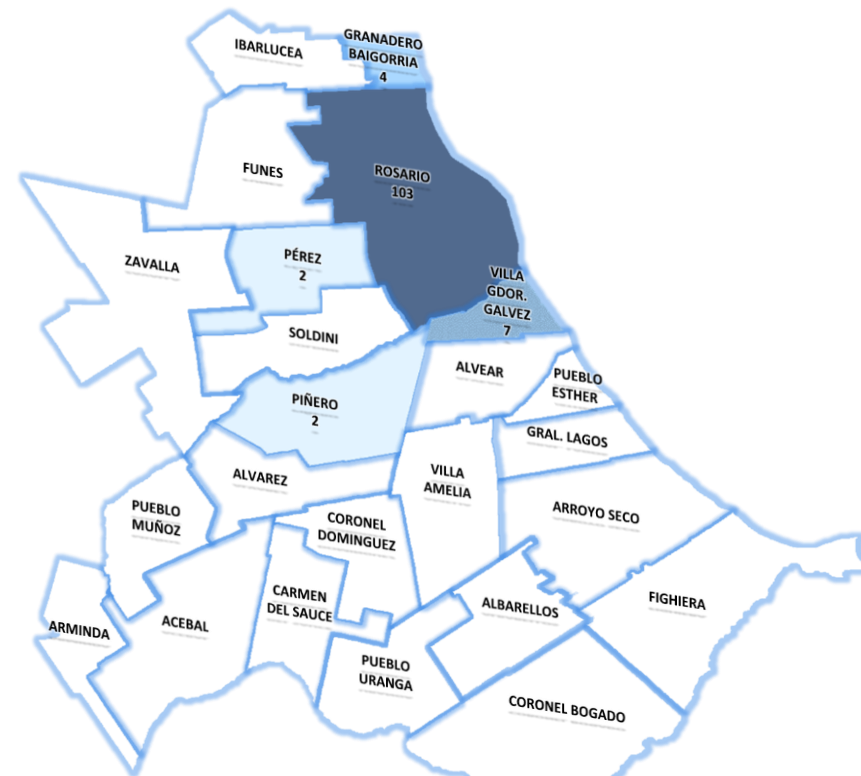 IBARLUCEA
GRANADERO
BAIGORRIA
4
FUNES
ROSARIO
103
ZAVALLA
PÉREZ
2
VILLA
GDOR.
GALVEZ
7
SOLDINI
ALVEAR
PUEBLO
ESTHER
PIÑERO
2
GRAL. LAGOS
ALVAREZ
VILLA
AMELIA
PUEBLO
MUÑOZ
CORONEL
DOMINGUEZ
ARROYO SECO
CARMEN
DEL SAUCE
ALBARELLOS
FIGHIERA
ARMINDA
ACEBAL
PUEBLO
URANGA
CORONEL BOGADO